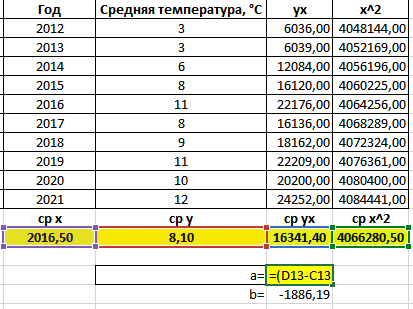 Год Средняя температура, °С yx x^2
2012 3 6036,00 4048144,00
2013 3 6039,00 4052169,00
2014 6 12084,00 4056196,00
2015 8 16120,00 4060225,00
2016 11 22176,00 4064256,00
2017 8 16136,00 4068289,00
2018 9 18162,00 4072324,00
2019 11 22209,00 4076361,00
2020 10 20200,00 4080400,00
2021 12 24252,00 4084441,00
ср x ср y ср yx ср x^2
2016,50 8,10 16341,40 4066280,50
a= =(D13-C13
b= -1886,19